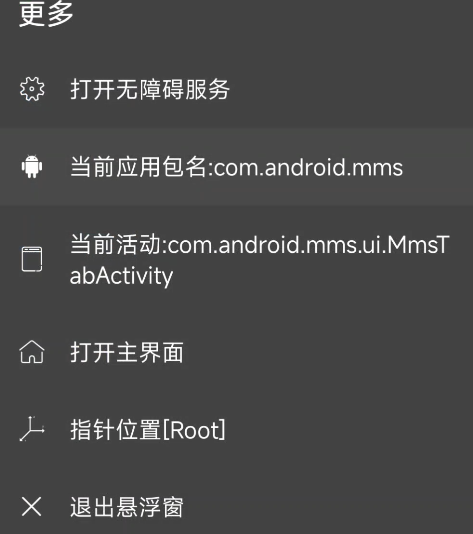 更多
打开无障碍服务
当前应用包名:com.android.mms
当前活动:com.android.mms.ui.MmsT
abActivity
打开主界面
指针位置[Root]
退出悬浮窗